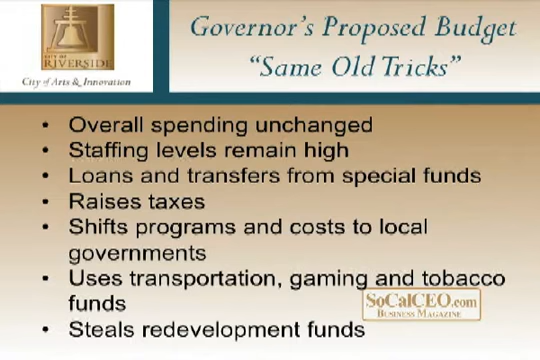 CITY OF
RIVERSIDE
City of Arts & Innovation
Governor's Proposed Budget
"Same Old Tricks"
• Overall spending unchanged
• Staffing levels remain high
• Loans and transfers from special funds
• Raises taxes
• Shifts programs and costs to local
governments
• Uses transportation, gaming and tobacco
funds
• Steals redevelopment funds
SoCalCEO.com
BUSINESS MAGAZINE